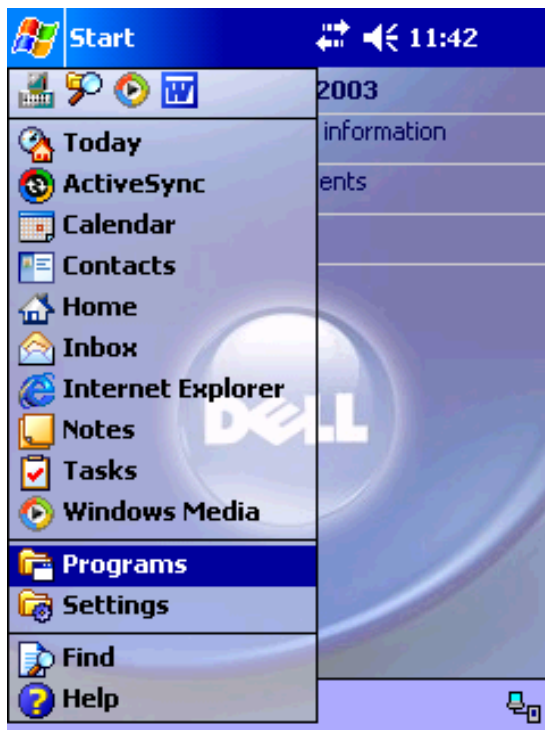 Start 11:42
2003
information
ents
Today
ActiveSync
Calendar
Contacts
Home
Inbox
Internet Explorer
Notes
Tasks
Windows Media
Programs
Settings
Find
Help
DELL